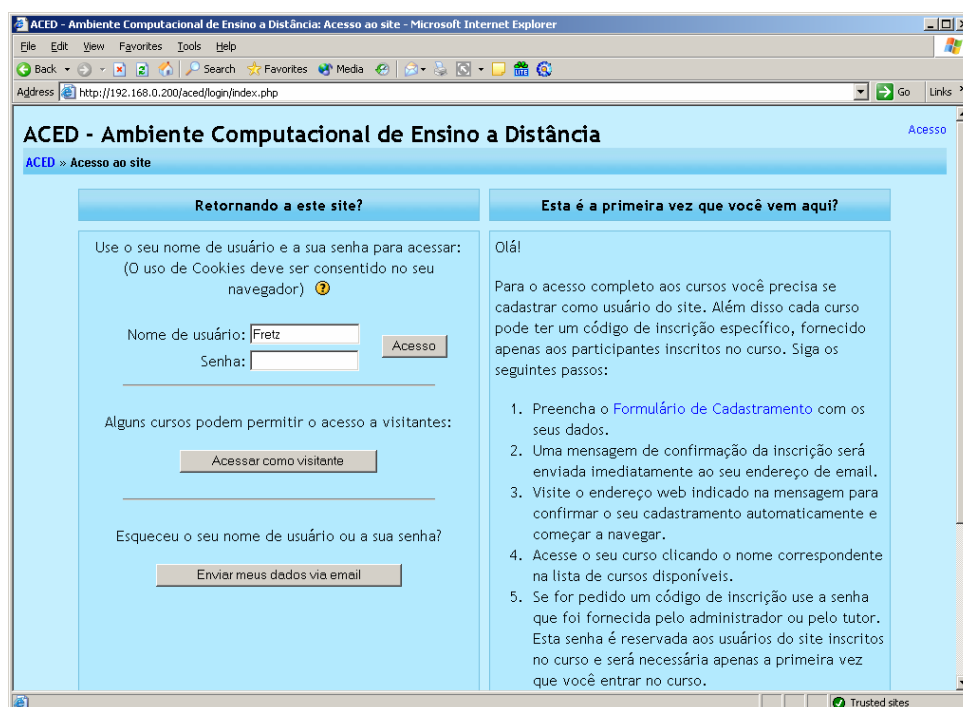 ACED - Ambiente Computacional de Ensino a Distância: Acesso ao site - Microsoft Internet Explorer
File Edit View Favorites Tools Help
Back Search Favorites Media
Address http://192.168.0.200/aced/login/index.php Go Links
ACED - Ambiente Computacional de Ensino a Distância
Acesso
ACED » Acesso ao site
Retornando a este site?
Use o seu nome de usuário e a sua senha para acessar:
(O uso de Cookies deve ser consentido no seu
navegador) ?
Nome de usuário: Fretz
Senha:
Acesso
Alguns cursos podem permitir o acesso a visitantes:
Acessar como visitante
Esqueceu o seu nome de usuário ou a sua senha?
Enviar meus dados via email
Esta é a primeira vez que você vem aqui?
Olá!
Para o acesso completo aos cursos você precisa se
cadastrar como usuário do site. Além disso cada curso
pode ter um código de inscrição específico, fornecido
apenas aos participantes inscritos no curso. Siga os
seguintes passos:
1. Preencha o Formulário de Cadastramento com os
seus dados.
2. Uma mensagem de confirmação da inscrição será
enviada imediatamente ao seu endereço de email.
3. Visite o endereço web indicado na mensagem para
confirmar o seu cadastramento automaticamente e
começar a navegar.
4. Acesse o seu curso clicando o nome correspondente
na lista de cursos disponíveis.
5. Se for pedido um código de inscrição use a senha
que foi fornecida pelo administrador ou pelo tutor.
Esta senha é reservada aos usuários do site inscritos
no curso e será necessária apenas a primeira vez
que você entrar no curso.
Trusted sites